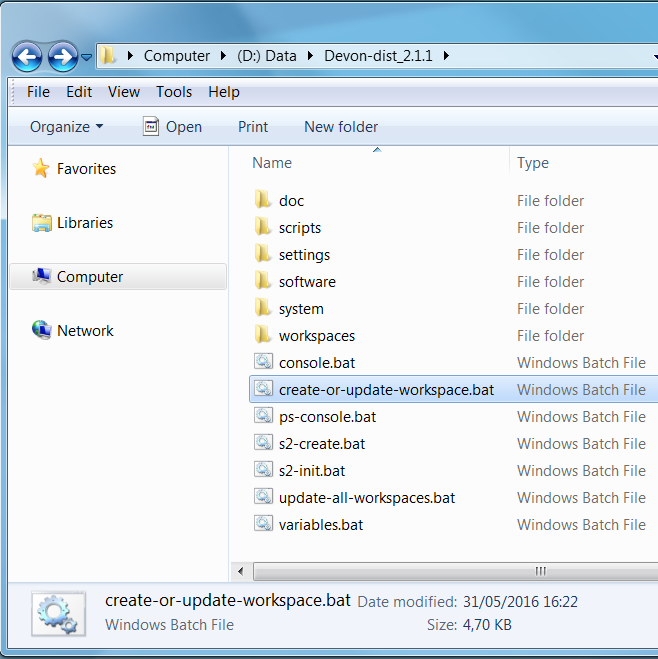 Computer (D:) Data Devon-dist_2.1.1
File Edit View Tools Help
Organize Open Print New folder
Favorites
Libraries
Computer
Network
Name Type
doc File folder
scripts File folder
settings File folder
software File folder
system File folder
workspaces File folder
console.bat Windows Batch File
create-or-update-workspace.bat Windows Batch File
ps-console.bat Windows Batch File
s2-create.bat Windows Batch File
s2-init.bat Windows Batch File
update-all-workspaces.bat Windows Batch File
variables.bat Windows Batch File
create-or-update-workspace.bat Date modified: 31/05/2016 16:22
Windows Batch File Size: 4,70 KB